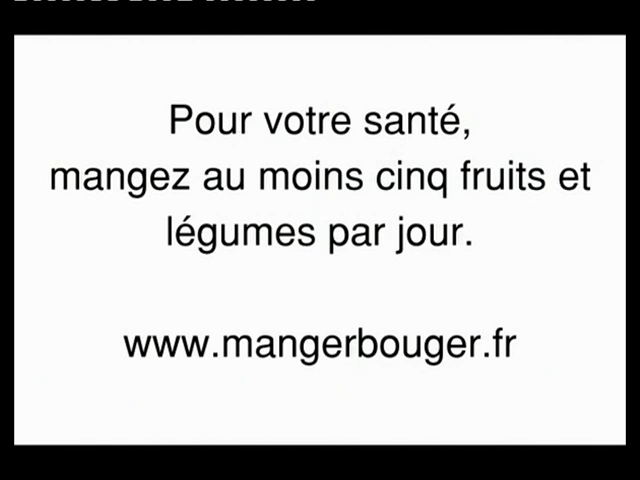 Pour votre santé,
mangez au moins cinq fruits et
légumes par jour.
www.mangerbouger.fr